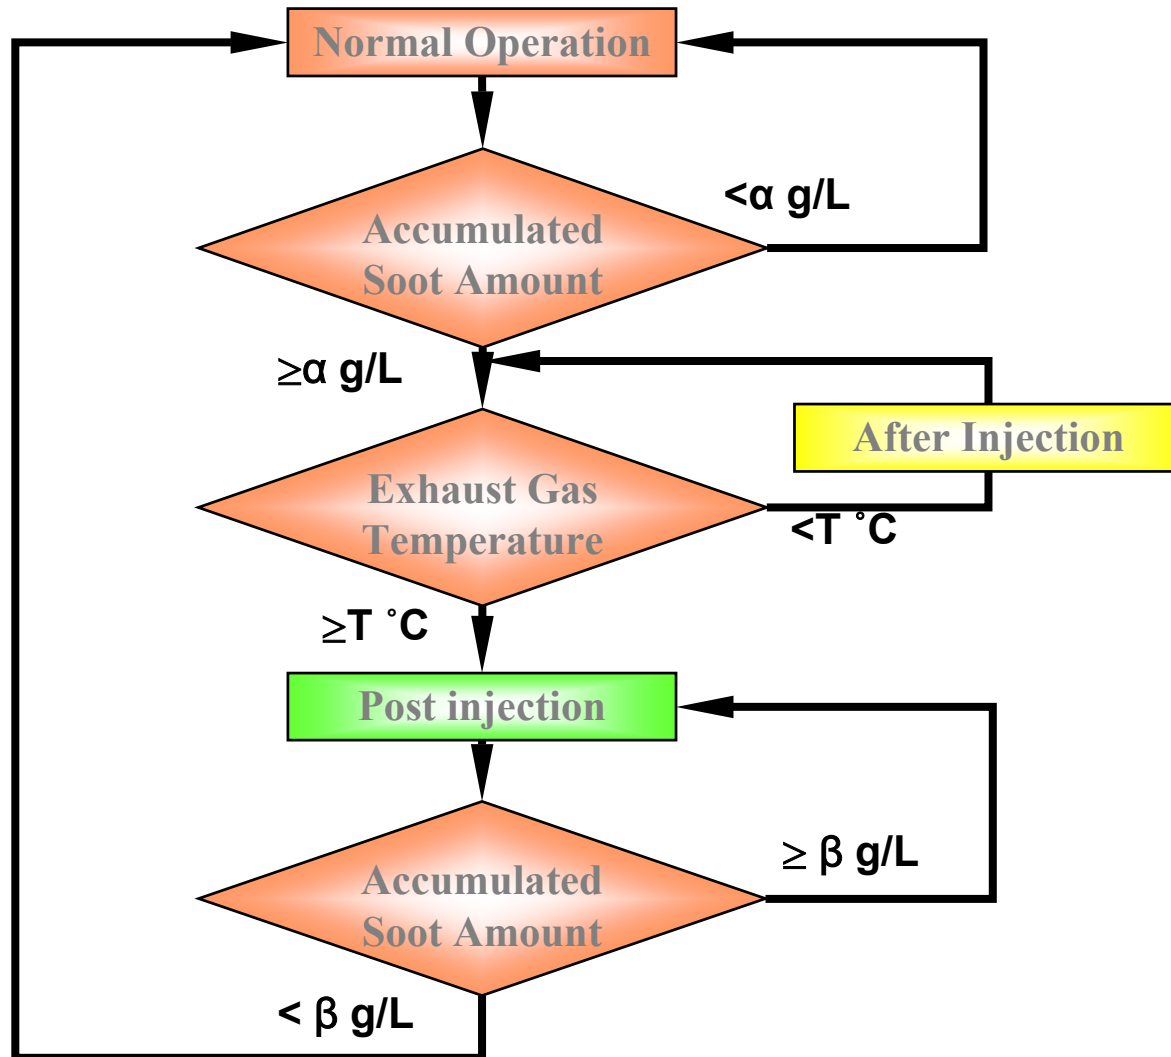 Normal Operation
<α g/L
Accumulated
Soot Amount
≥α g/L
After Injection
Exhaust Gas
Temperature
<T ˚C
≥T ˚C
Post injection
≥ β g/L
Accumulated
Soot Amount
< β g/L